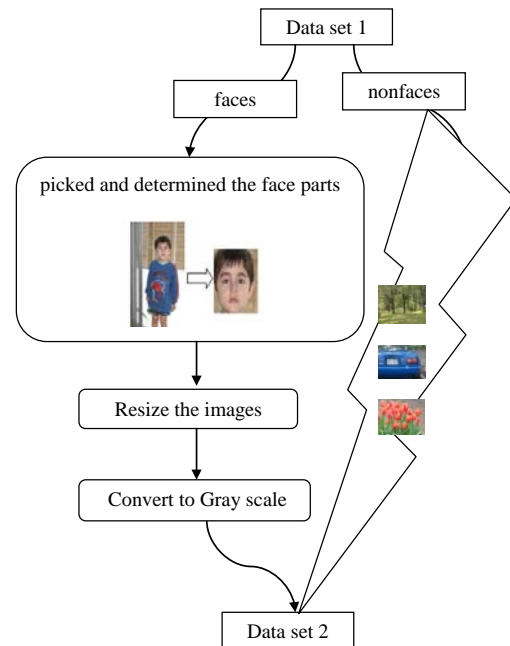 Data set 1
faces
nonfaces
picked and determined the face parts
Resize the images
Convert to Gray scale
Data set 2